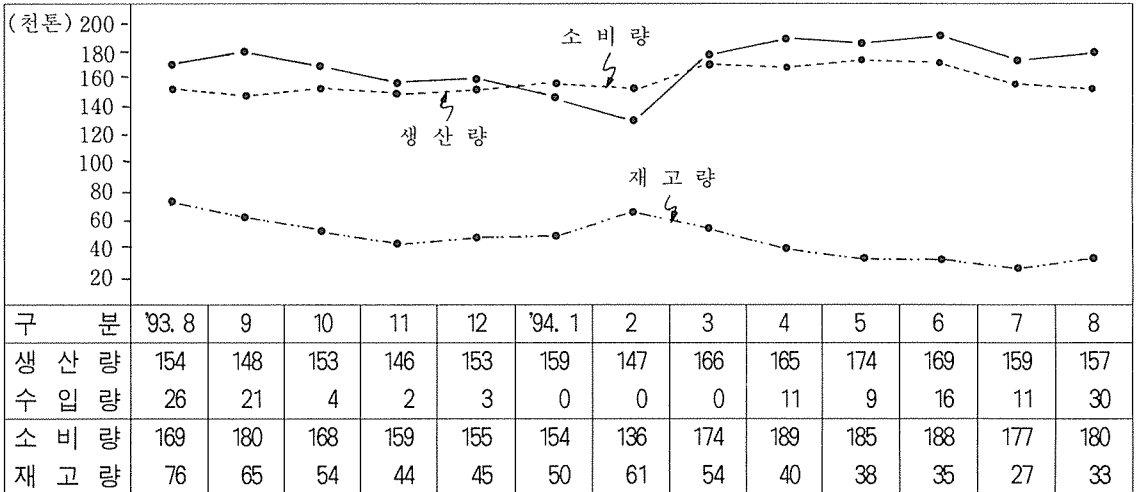 (천톤) 200
180
160
140
120
100
80
60
40
20
소비량
생산량
재고량
구 분 '93. 8 9 10 11 12 '94. 1 2 3 4 5 6 7 8
생산량 154 148 153 146 153 159 147 166 165 174 169 159 157
수입량 26 21 4 2 3 0 0 0 11 9 16 11 30
소비량 169 180 168 159 155 154 136 174 189 185 188 177 180
재고량 76 65 54 44 45 50 61 54 40 38 35 27 33